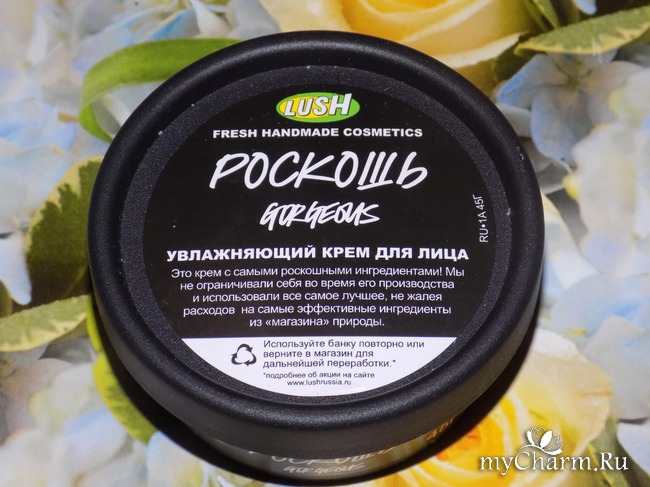 LUSH
FRESH HANDMADE COSMETICS
РОСКОШЬ
GORGEOUS
RU•1A 45Г
УВЛАЖНЯЮЩИЙ КРЕМ ДЛЯ ЛИЦА
Это крем с самыми роскошными ингредиентами! Мы
не ограничивали себя во время его производства
и использовали все самое лучшее, не жалея
расходов на самые эффективные ингредиенты
из «магазина» природы.
Используйте банку повторно или
верните в магазин для
дальнейшей переработки.*
*подробнее об акции на сайте
www.lushrussia.ru
РОСКОШЬ
45Г
GORGEOUS
myCharm.Ru